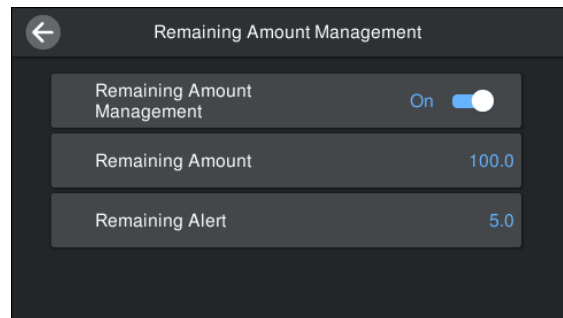 Remaining Amount Management
Remaining Amount
Management
On
Remaining Amount
100.0
Remaining Alert
5.0